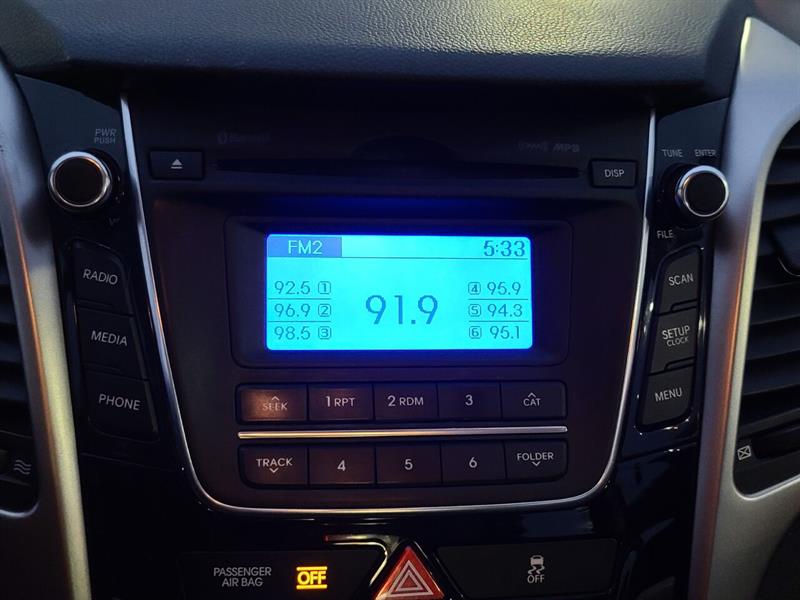 PWR
PUSH
Bluetooth
MP3
TUNE ENTER
DISP
FILE
FM2 5:33
92.5 1 4 95.9
96.9 2 91.9 5 94.3
98.5 3 6 95.1
RADIO
MEDIA
PHONE
SCAN
SETUP
CLOCK
MENU
SEEK 1 RPT 2 RDM 3 CAT
TRACK 4 5 6 FOLDER
PASSENGER
AIR BAG
OFF
OFF